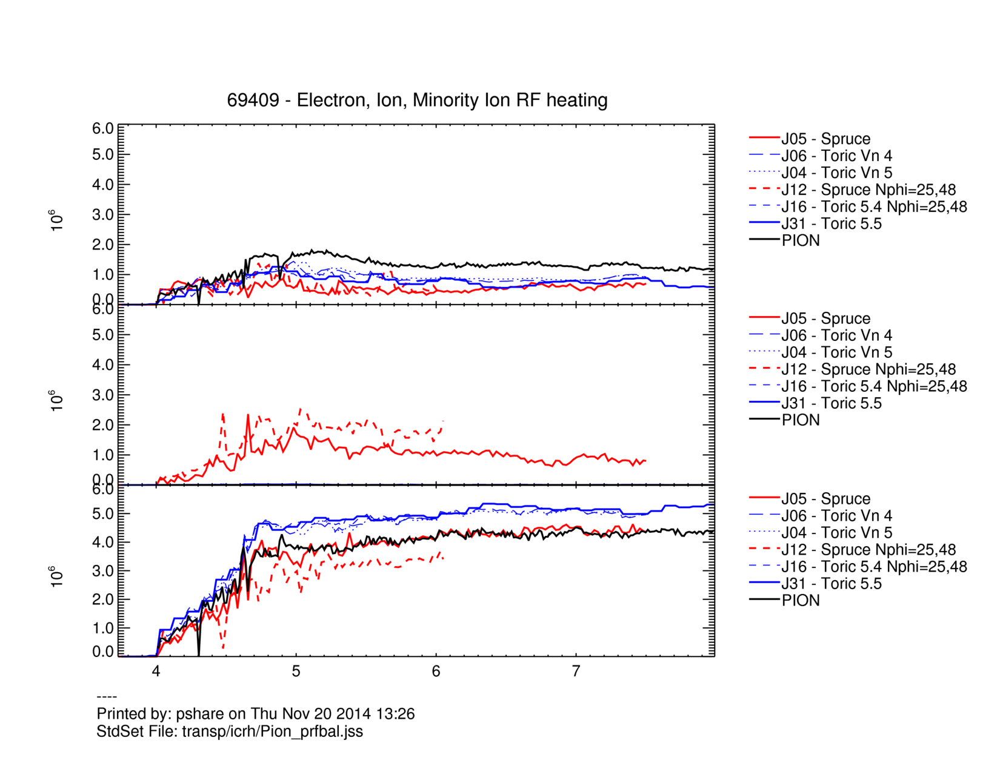 69409 - Electron, Ion, Minority Ion RF heating
6.0
5.0
4.0
3.0
2.0
1.0
0.0
10⁶
J05 - Spruce
J06 - Toric Vn 4
J04 - Toric Vn 5
J12 - Spruce Nphi=25,48
J16 - Toric 5.4 Nphi=25,48
J31 - Toric 5.5
PION
6.0
5.0
4.0
3.0
2.0
1.0
0.0
10⁶
J05 - Spruce
J06 - Toric Vn 4
J04 - Toric Vn 5
J12 - Spruce Nphi=25,48
J16 - Toric 5.4 Nphi=25,48
J31 - Toric 5.5
PION
6.0
5.0
4.0
3.0
2.0
1.0
0.0
10⁶
J05 - Spruce
J06 - Toric Vn 4
J04 - Toric Vn 5
J12 - Spruce Nphi=25,48
J16 - Toric 5.4 Nphi=25,48
J31 - Toric 5.5
PION
4 5 6 7
----
Printed by: pshare on Thu Nov 20 2014 13:26
StdSet File: transp/icrh/Pion_prfbal.jss